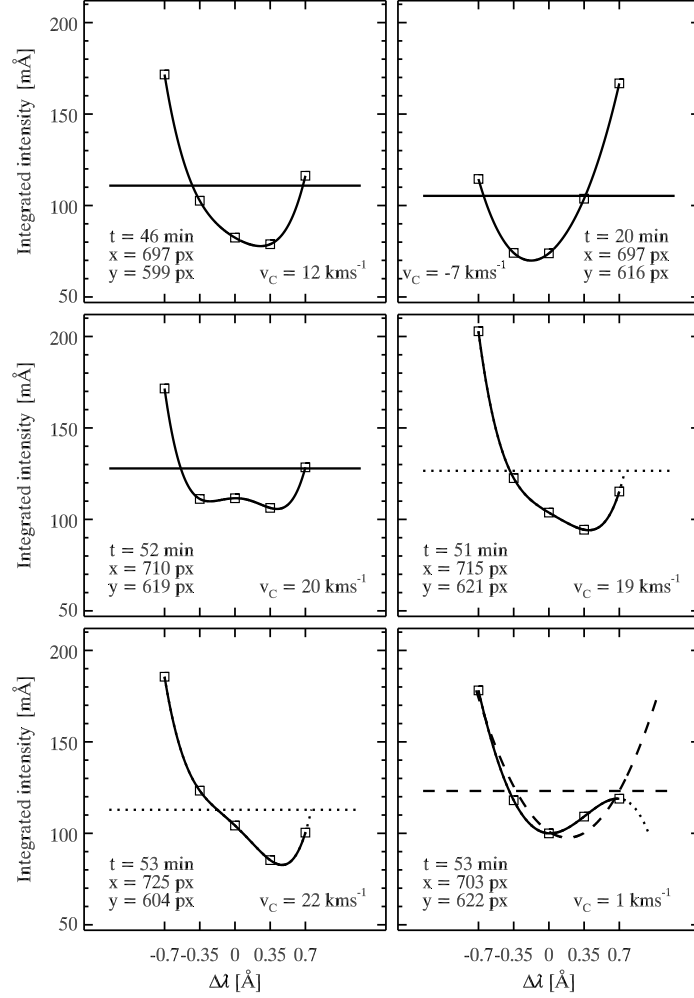 200
150
100
50
Integrated intensity [mÅ]
t = 46 min
x = 697 px
y = 599 px
v_C = 12 kms⁻¹
t = 20 min
x = 697 px
y = 616 px
v_C = -7 kms⁻¹
200
150
100
50
Integrated intensity [mÅ]
t = 52 min
x = 710 px
y = 619 px
v_C = 20 kms⁻¹
t = 51 min
x = 715 px
y = 621 px
v_C = 19 kms⁻¹
200
150
100
50
Integrated intensity [mÅ]
t = 53 min
x = 725 px
y = 604 px
v_C = 22 kms⁻¹
t = 53 min
x = 703 px
y = 622 px
v_C = 1 kms⁻¹
-0.7 -0.35 0 0.35 0.7
Δλ [Å]
-0.7 -0.35 0 0.35 0.7
Δλ [Å]